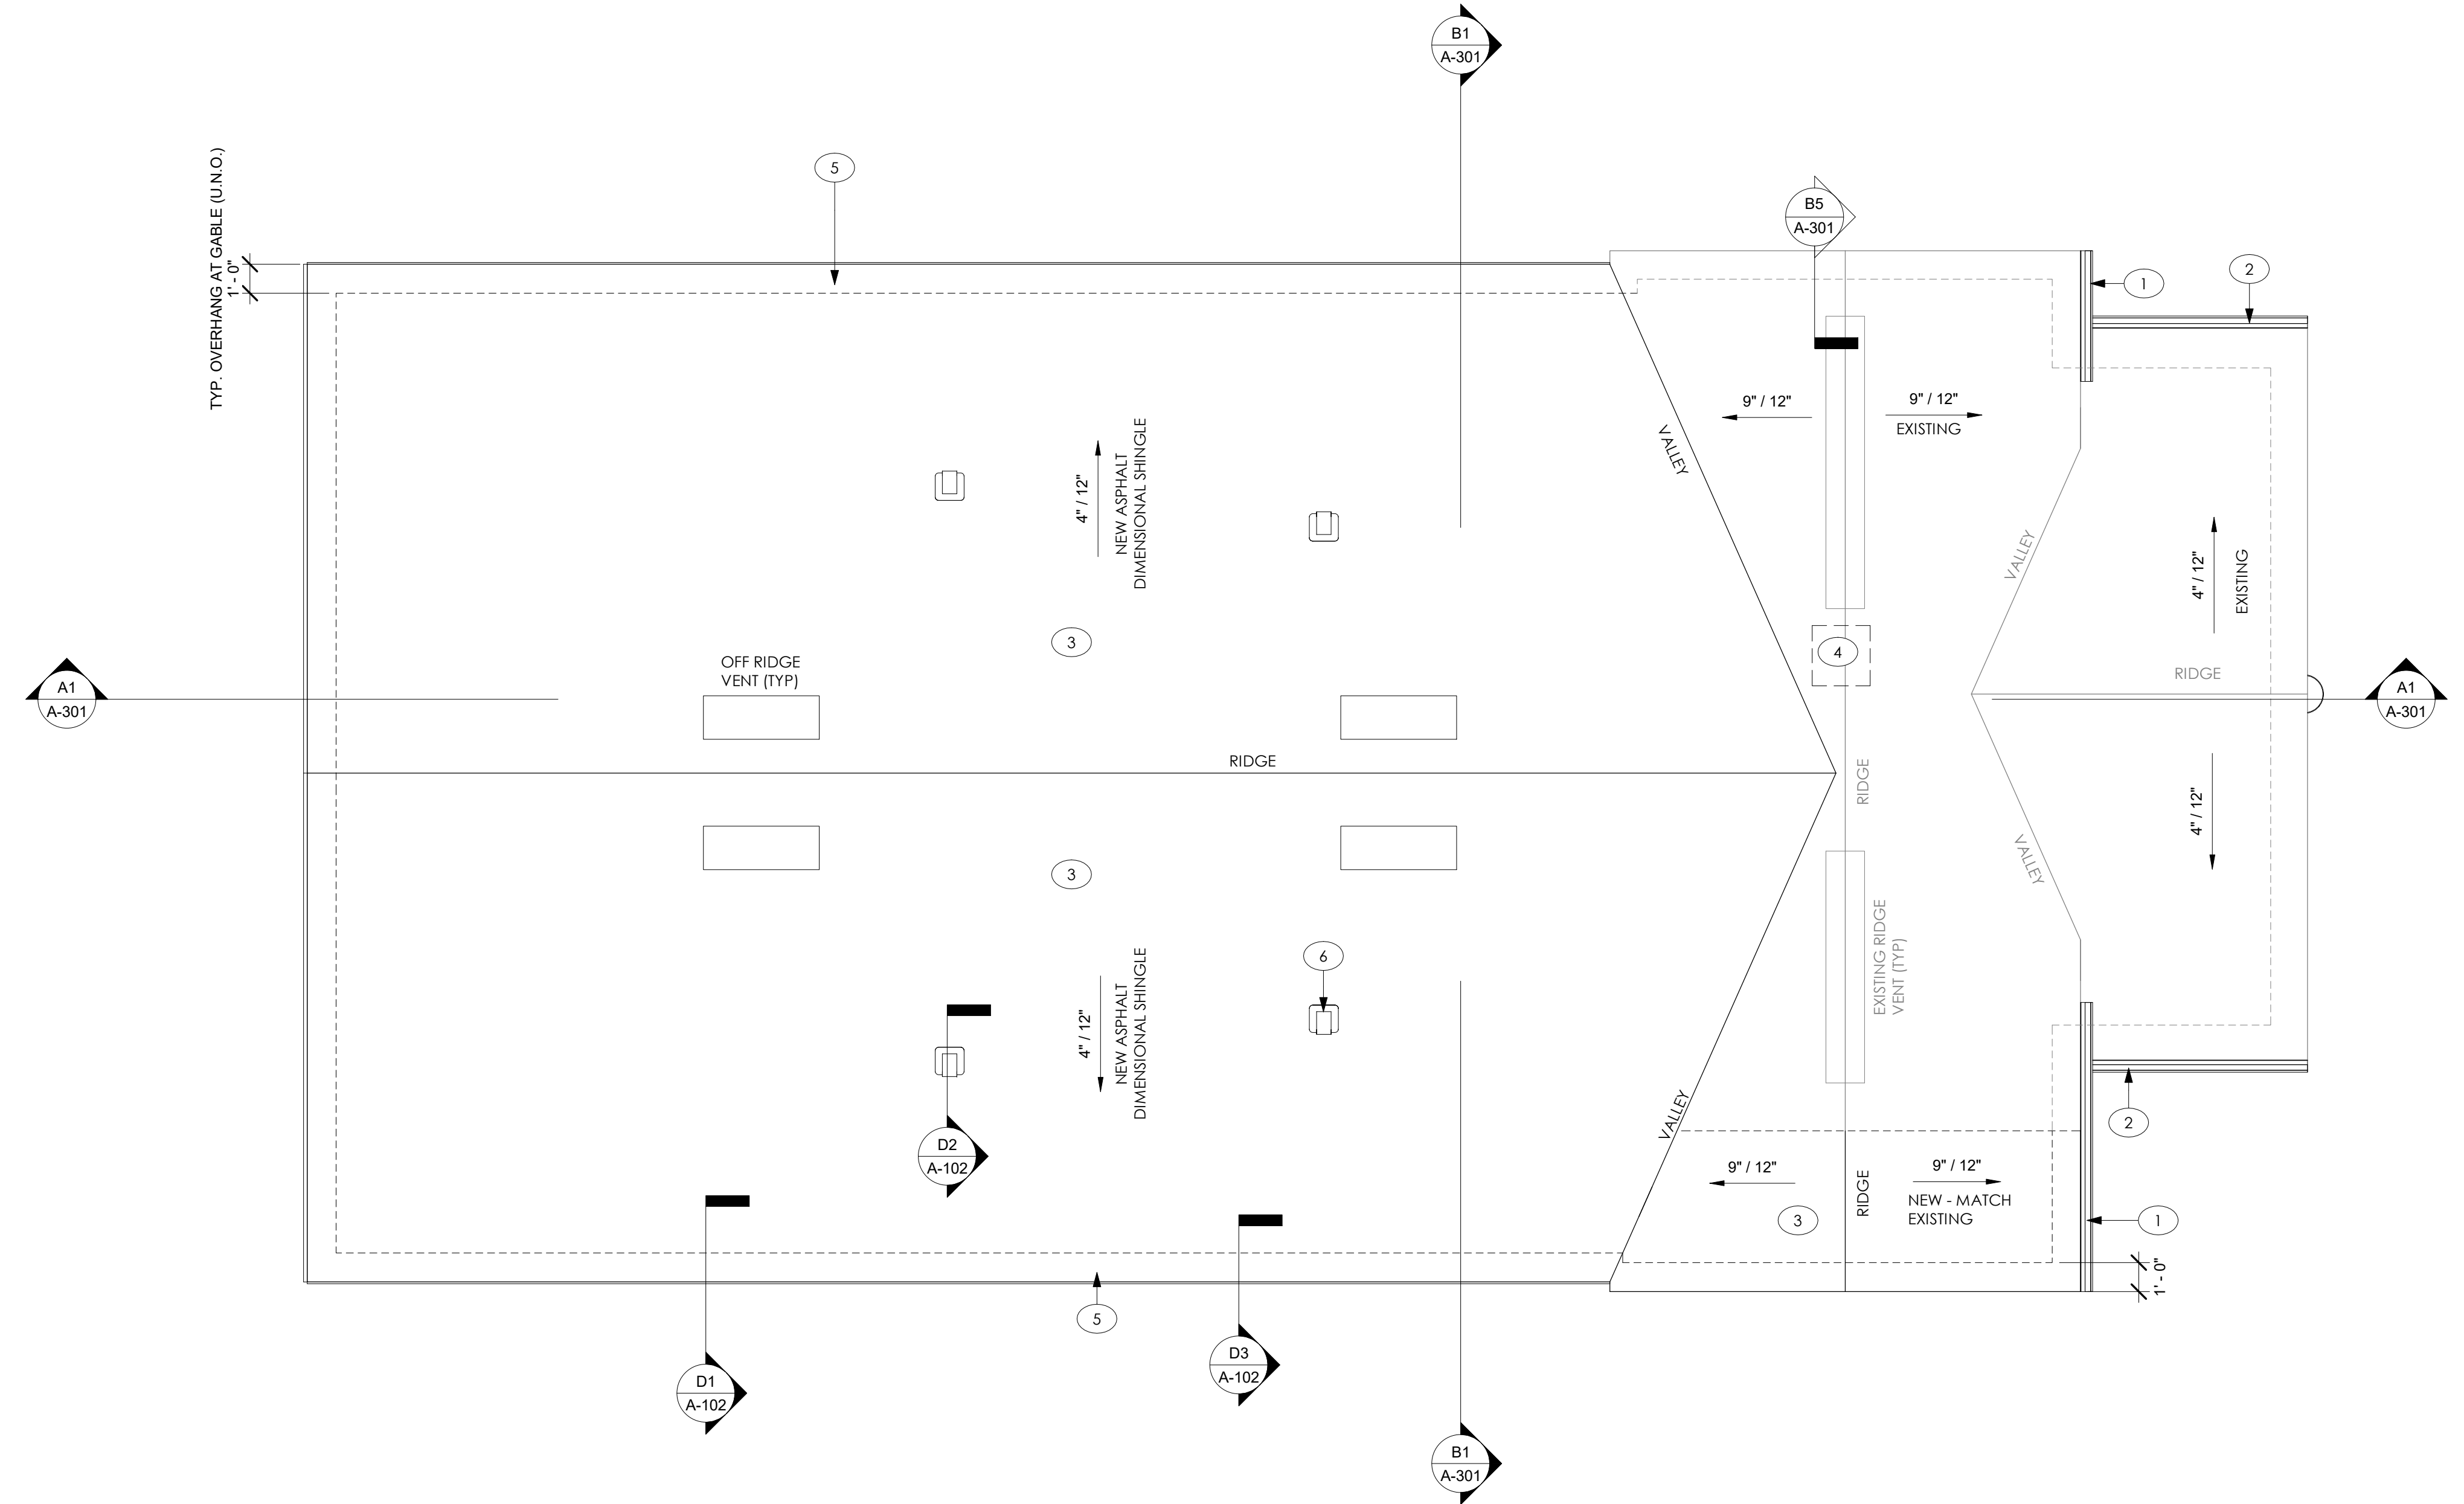 B1
A-301
TYP. OVERHANG AT GABLE (U.N.O.)
1' - 0"
5
B5
A-301
1
2
9" / 12"
9" / 12"
EXISTING
VALLEY
4" / 12"
NEW ASPHALT
DIMENSIONAL SHINGLE
VALLEY
4" / 12"
EXISTING
3
4
OFF RIDGE
VENT (TYP)
A1
A-301
RIDGE
A1
A-301
RIDGE
RIDGE
4" / 12"
VALLEY
3
EXISTING RIDGE
VENT (TYP)
6
4" / 12"
NEW ASPHALT
DIMENSIONAL SHINGLE
VALLEY
2
D2
A-102
9" / 12"
RIDGE
9" / 12"
NEW - MATCH
EXISTING
3
1
1' - 0"
5
D3
A-102
D1
A-102
B1
A-301